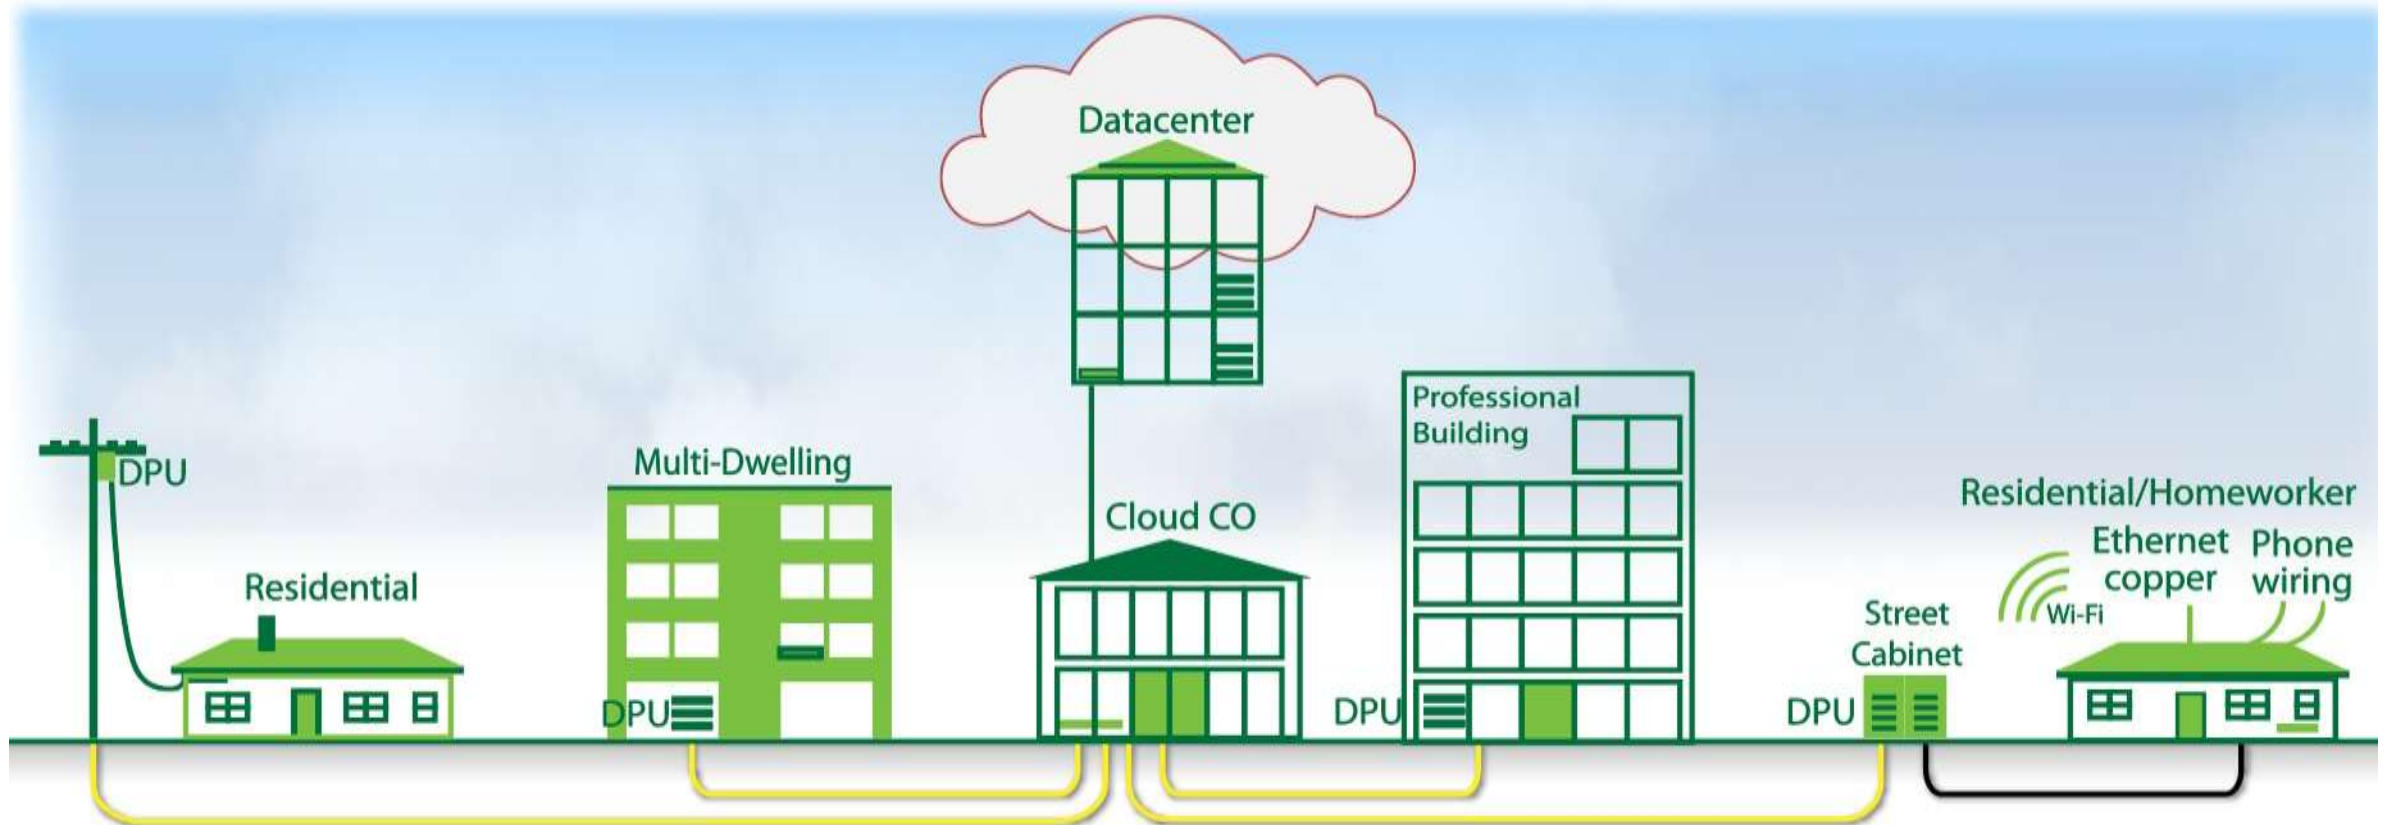 Datacenter
Professional
Building
DPU
Multi-Dwelling
Residential/Homeworker
Cloud CO
Ethernet
copper
Phone
wiring
Residential
Wi-Fi
Street
Cabinet
DPU
DPU
DPU